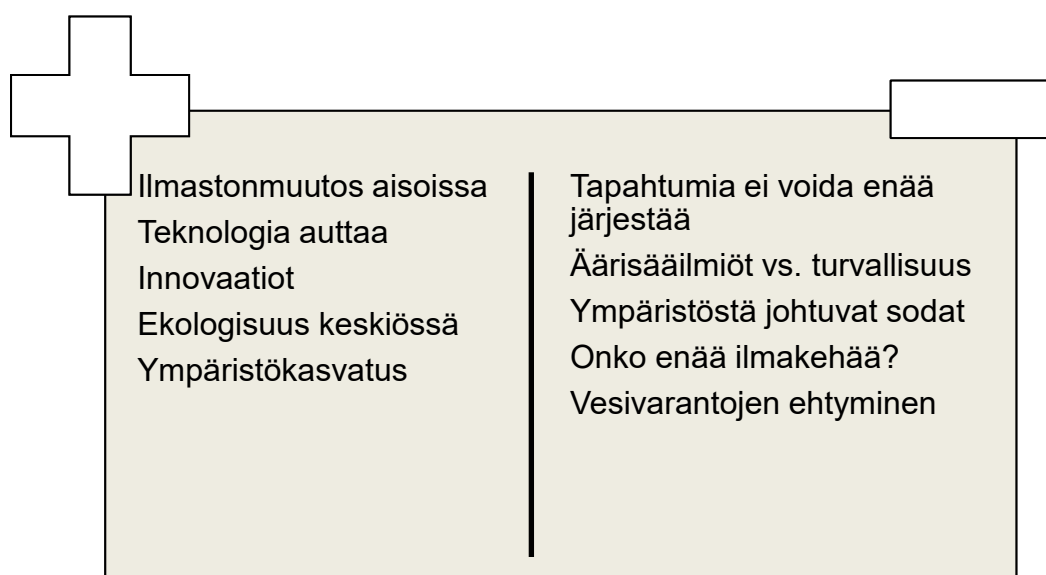 Ilmastonmuutos aisoissa
Teknologia auttaa
Innovaatiot
Ekologisuus keskiössä
Ympäristökasvatus
Tapahtumia ei voida enää
järjestää
Äärisääilmiöt vs. turvallisuus
Ympäristöstä johtuvat sodat
Onko enää ilmakehää?
Vesivarantojen ehtyminen